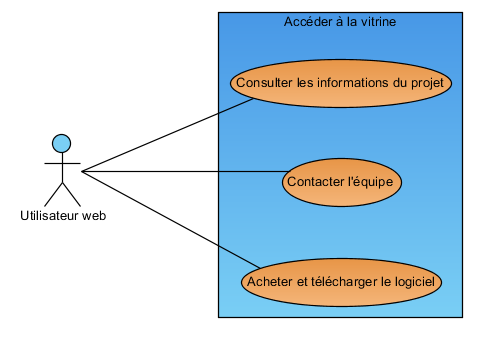 Accéder à la vitrine
Consulter les informations du projet
Contacter l'équipe
Utilisateur web
Acheter et télécharger le logiciel